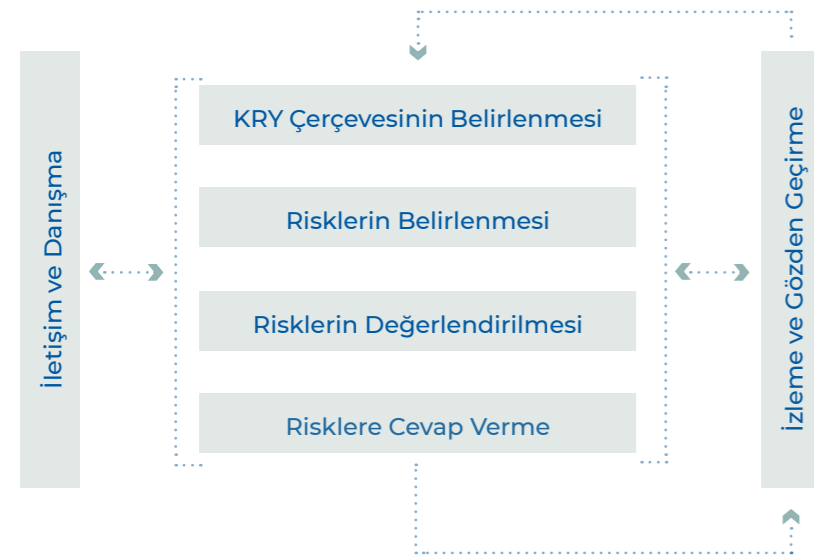 İletişim ve Danışma
KRY Çerçevesinin Belirlenmesi
Risklerin Belirlenmesi
Risklerin Değerlendirilmesi
Risklere Cevap Verme
İzleme ve Gözden Geçirme